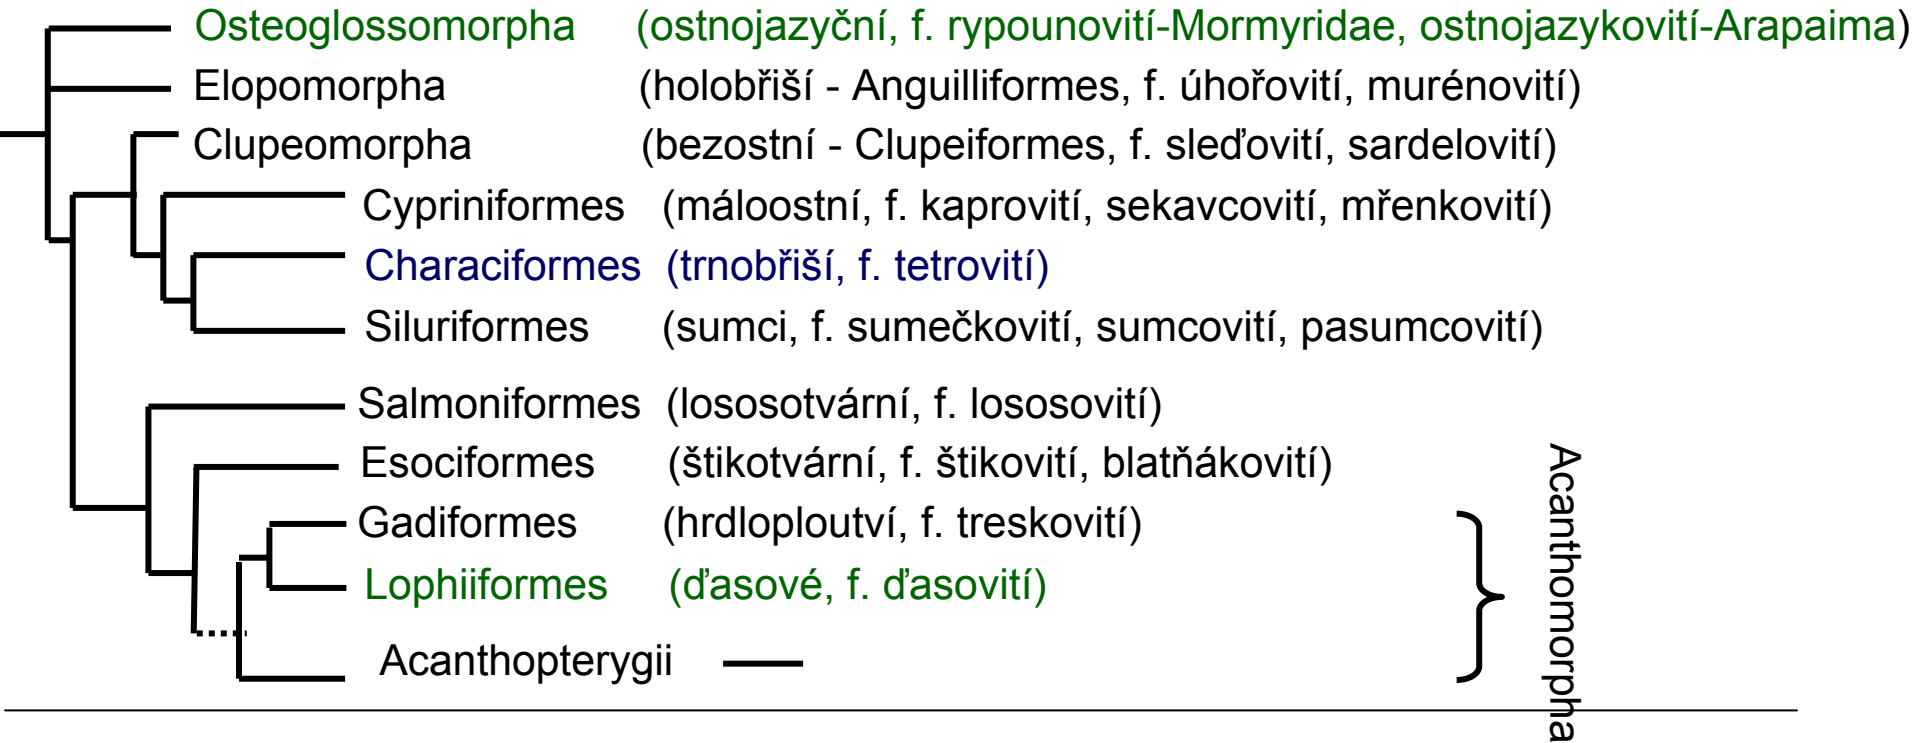 Osteoglossomorpha (ostnojazyční, f. rypounovití-Mormyridae, ostnojazykovití-Arapaima)
Elopomorpha (holobřiší - Anguilliformes, f. úhořovití, murénovití)
Clupeomorpha (bezostní - Clupeiformes, f. sleďovití, sardelovití)
Cypriniformes (máloostní, f. kaprovití, sekavcovití, mřenkovití)
Characiformes (trnobřiší, f. tetrovití)
Siluriformes (sumci, f. sumečkovití, sumcovití, pasumcovití)
Salmoniformes (lososotvární, f. lososovití)
Esociformes (štikotvární, f. štikovití, blatňákovití)
Gadiformes (hrdloploutví, f. treskovití)
Lophiiformes (ďasové, f. ďasovití)
Acanthopterygii
Acanthomorpha